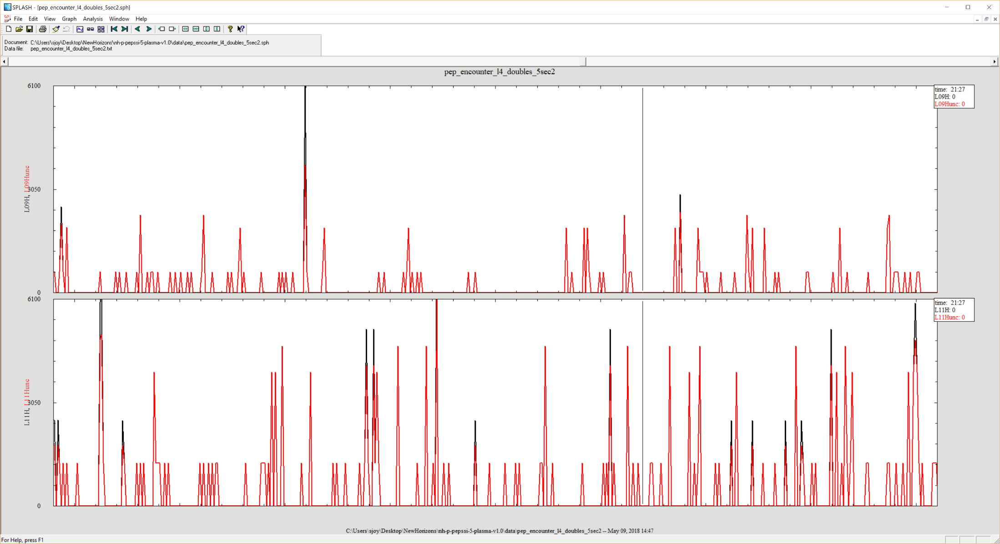 SPLASH - [pep_encounter_l4_doubles_5sec2.sph]
File Edit View Graph Analysis Window Help
Document: C:\Users\sjoy\Desktop\NewHorizons\nh-p-pepssi-5-plasma-v1.0\data\pep_encounter_l4_doubles_5sec2.sph
Data file: pep_encounter_l4_doubles_5sec2.txt
pep_encounter_l4_doubles_5sec2
6100
3050
0
L09H, L09Hunc
time: 21:27
L09H: 0
L09Hunc: 0
6100
3050
0
L11H, L11Hunc
time: 21:27
L11H: 0
L11Hunc: 0
C:\Users\sjoy\Desktop\NewHorizons\nh-p-pepssi-5-plasma-v1.0\data\pep_encounter_l4_doubles_5sec2 -- May 09, 2018 14:47
For Help, press F1